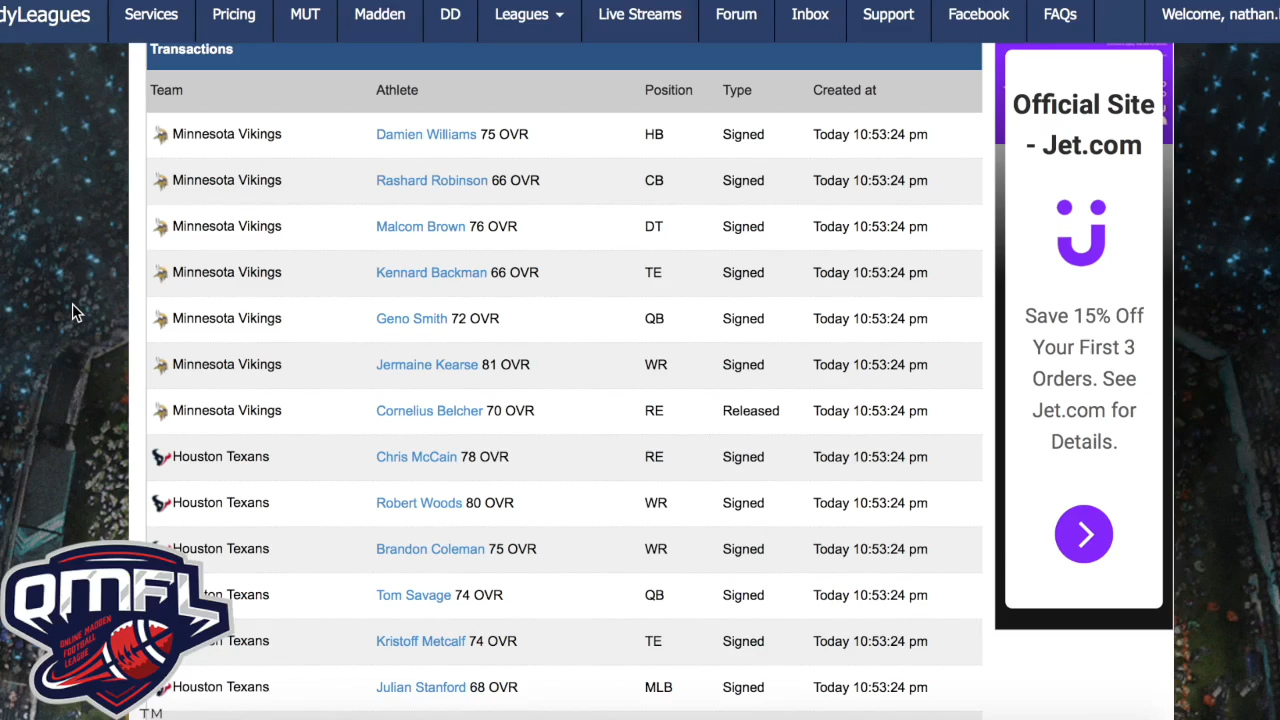 dyLeagues Services Pricing MUT Madden DD Leagues Live Streams Forum Inbox Support Facebook FAQs Welcome, nathan.
Transactions
Team Athlete Position Type Created at
Minnesota Vikings Damien Williams 75 OVR HB Signed Today 10:53:24 pm
Minnesota Vikings Rashard Robinson 66 OVR CB Signed Today 10:53:24 pm
Minnesota Vikings Malcom Brown 76 OVR DT Signed Today 10:53:24 pm
Minnesota Vikings Kennard Backman 66 OVR TE Signed Today 10:53:24 pm
Minnesota Vikings Geno Smith 72 OVR QB Signed Today 10:53:24 pm
Minnesota Vikings Jermaine Kearse 81 OVR WR Signed Today 10:53:24 pm
Minnesota Vikings Cornelius Belcher 70 OVR RE Released Today 10:53:24 pm
Houston Texans Chris McCain 78 OVR RE Signed Today 10:53:24 pm
Houston Texans Robert Woods 80 OVR WR Signed Today 10:53:24 pm
Houston Texans Brandon Coleman 75 OVR WR Signed Today 10:53:24 pm
ton Texans Tom Savage 74 OVR QB Signed Today 10:53:24 pm
n Texans Kristoff Metcalf 74 OVR TE Signed Today 10:53:24 pm
Houston Texans Julian Stanford 68 OVR MLB Signed Today 10:53:24 pm
Official Site
- Jet.com
Save 15% Off
Your First 3
Orders. See
Jet.com for
Details.
OMFL
ONLINE MADDEN
FOOTBALL
LEAGUE
TM